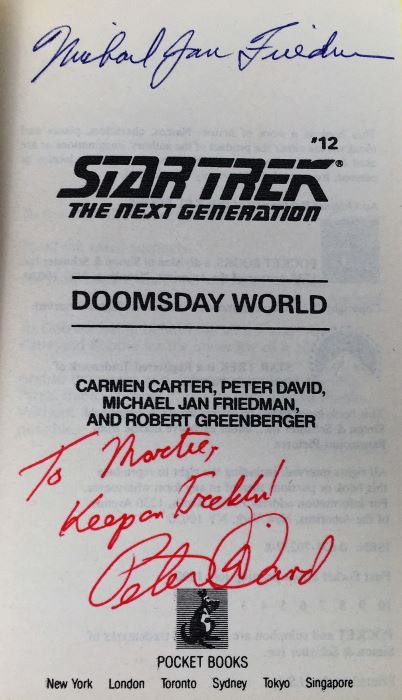 Michael Jan Friedman
#12
STAR TREK®
THE NEXT GENERATION
DOOMSDAY WORLD
CARMEN CARTER, PETER DAVID,
MICHAEL JAN FRIEDMAN,
AND ROBERT GREENBERGER
To Martie,
Keep on Trekkin!
Peter David
POCKET BOOKS
New York London Toronto Sydney Tokyo Singapore